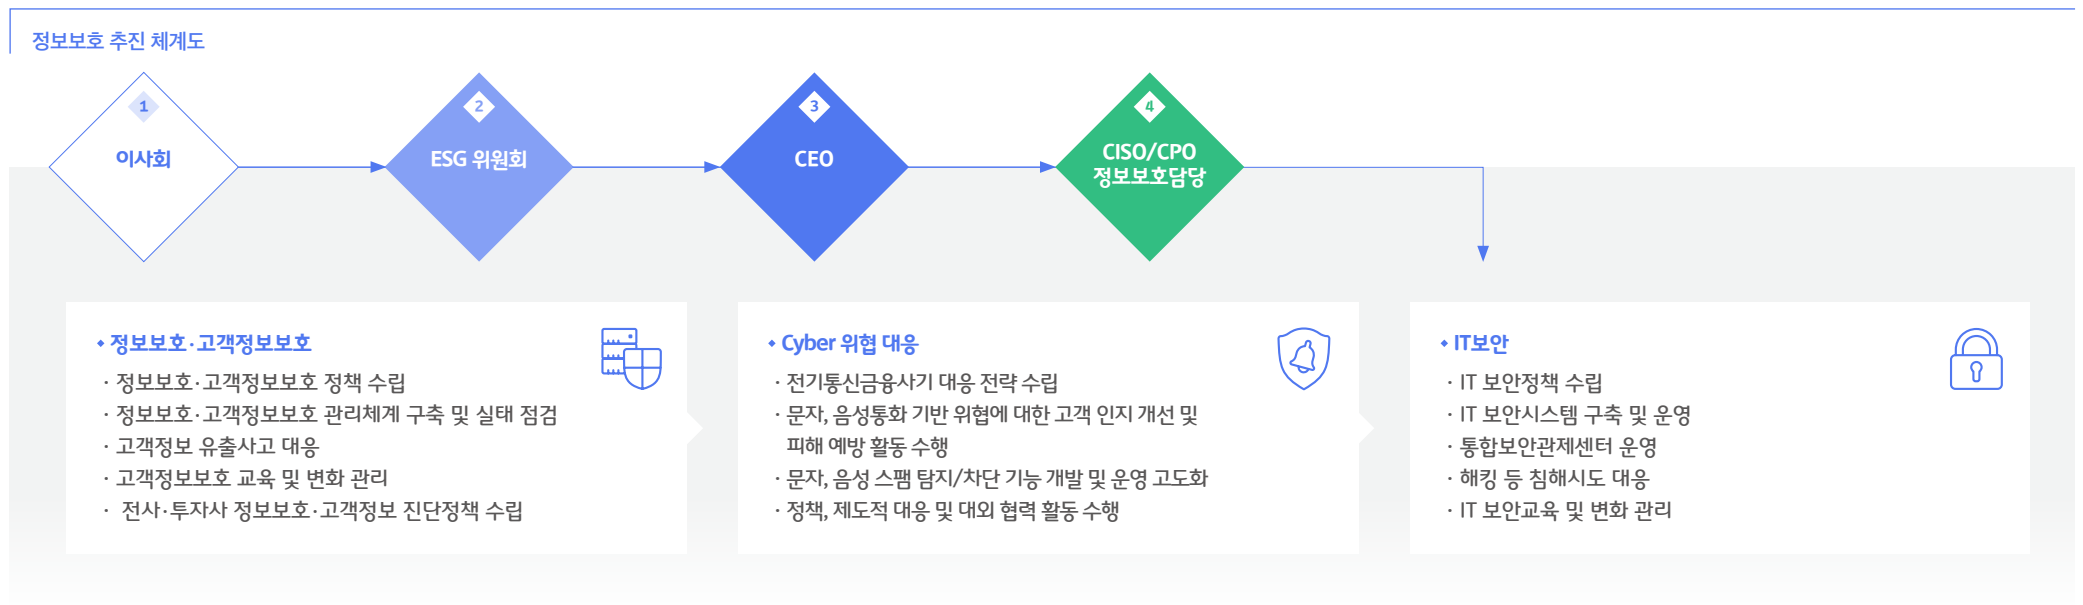 정보보호 추진 체계도
1
이사회
2
ESG 위원회
3
CEO
4
CISO/CPO
정보보호담당
• 정보보호·고객정보보호
· 정보보호·고객정보보호 정책 수립
· 정보보호·고객정보보호 관리체계 구축 및 실태 점검
· 고객정보 유출사고 대응
· 고객정보보호 교육 및 변화 관리
· 전사·투자사 정보보호·고객정보 진단정책 수립
• Cyber 위협 대응
· 전기통신금융사기 대응 전략 수립
· 문자, 음성통화 기반 위협에 대한 고객 인지 개선 및
피해 예방 활동 수행
· 문자, 음성 스팸 탐지/차단 기능 개발 및 운영 고도화
· 정책, 제도적 대응 및 대외 협력 활동 수행
• IT보안
· IT 보안정책 수립
· IT 보안시스템 구축 및 운영
· 통합보안관제센터 운영
· 해킹 등 침해시도 대응
· IT 보안교육 및 변화 관리